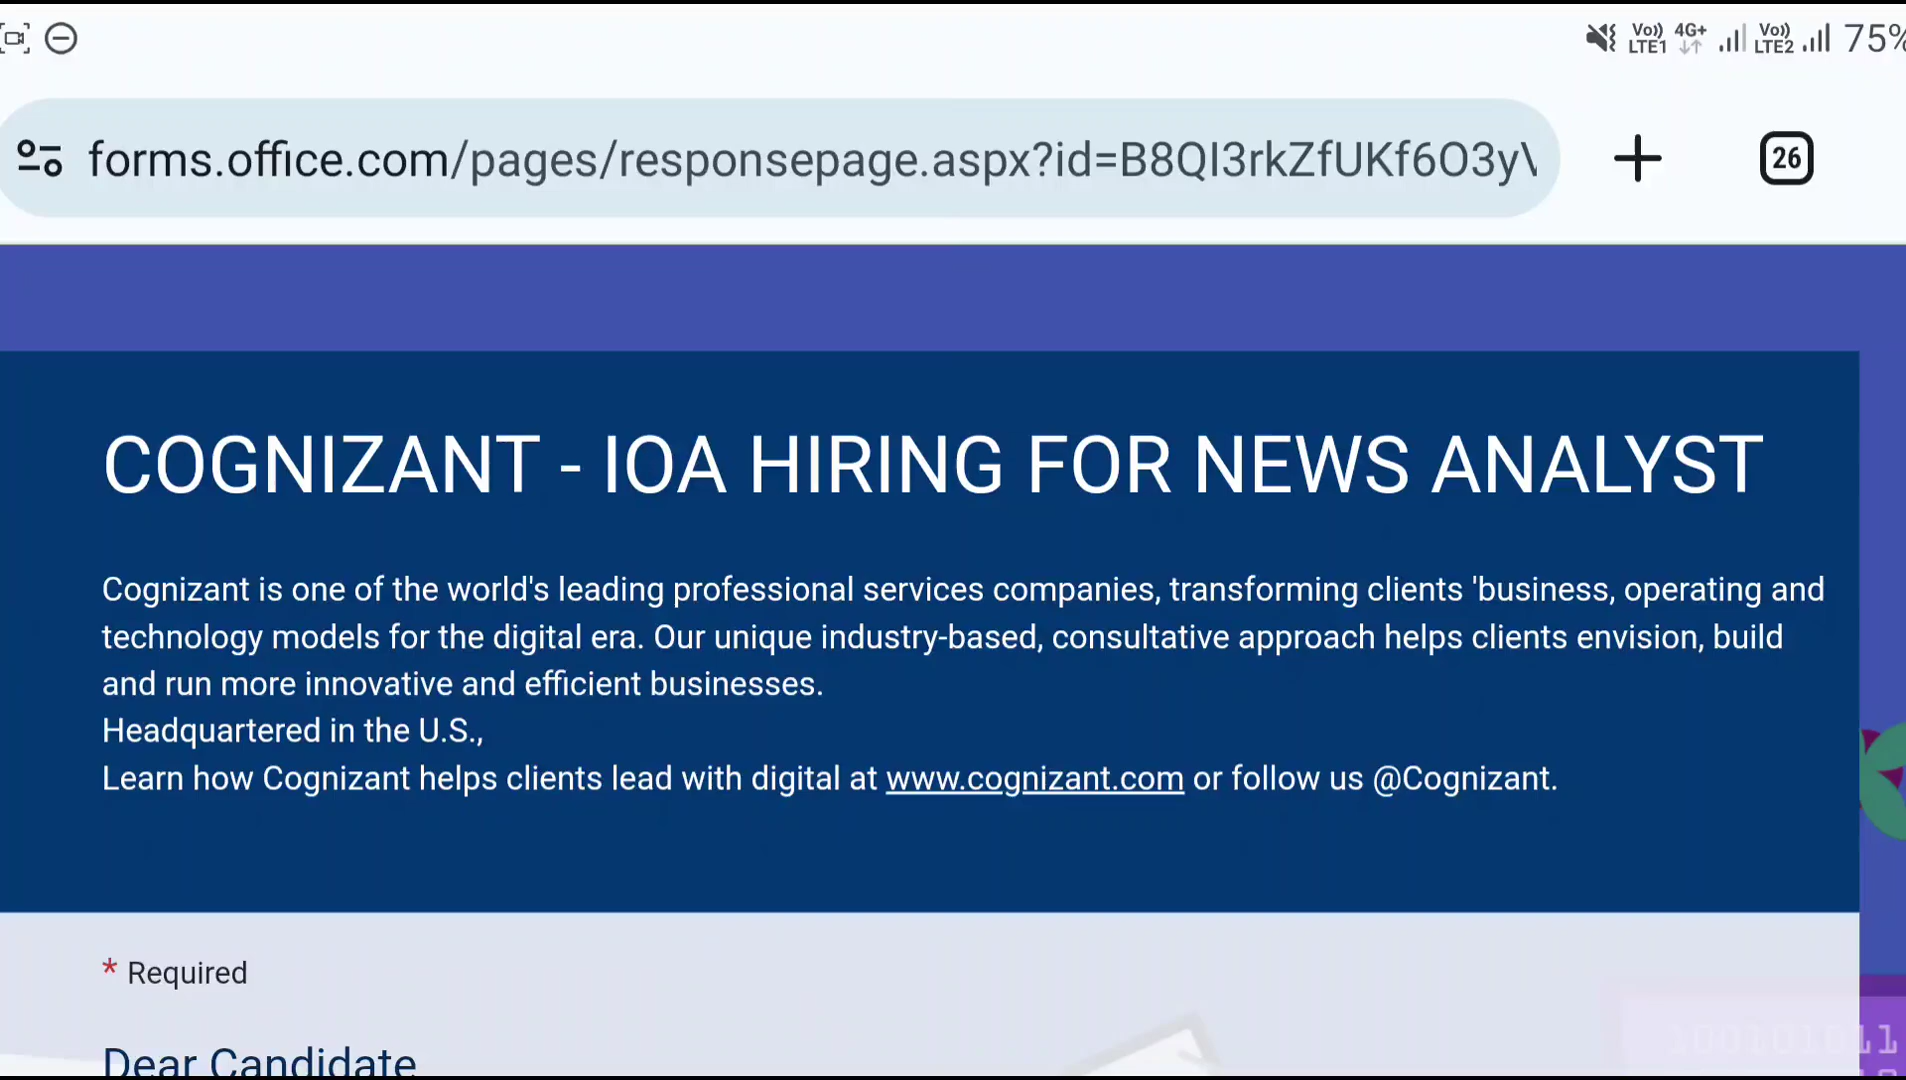 Vo)) LTE1 4G+ Vo)) LTE2 75%
forms.office.com/pages/responsepage.aspx?id=B8QI3rkZfUKf6O3y
26
COGNIZANT - IOA HIRING FOR NEWS ANALYST
Cognizant is one of the world's leading professional services companies, transforming clients 'business, operating and
technology models for the digital era. Our unique industry-based, consultative approach helps clients envision, build
and run more innovative and efficient businesses.
Headquartered in the U.S.,
Learn how Cognizant helps clients lead with digital at www.cognizant.com or follow us @Cognizant.
* Required
100101011
Dear Candidate